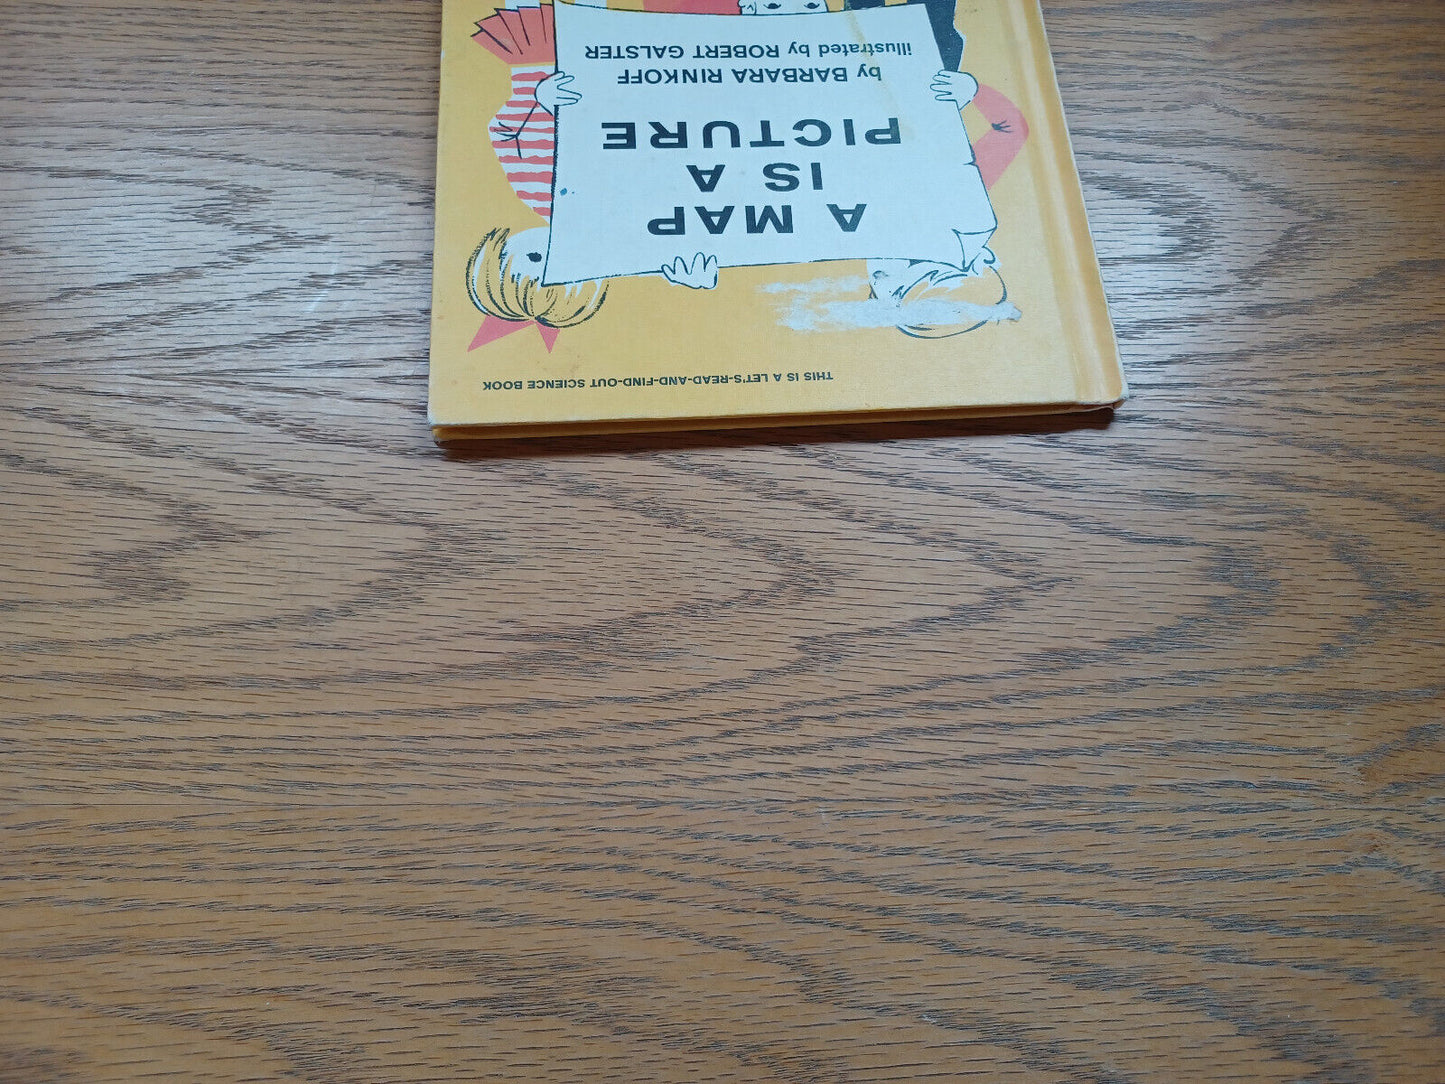 THIS IS A LET'S-READ-AND-FIND-OUT SCIENCE BOOK
A MAP
IS A
PICTURE
by BARBARA RINKOFF
illustrated by ROBERT GALSTER